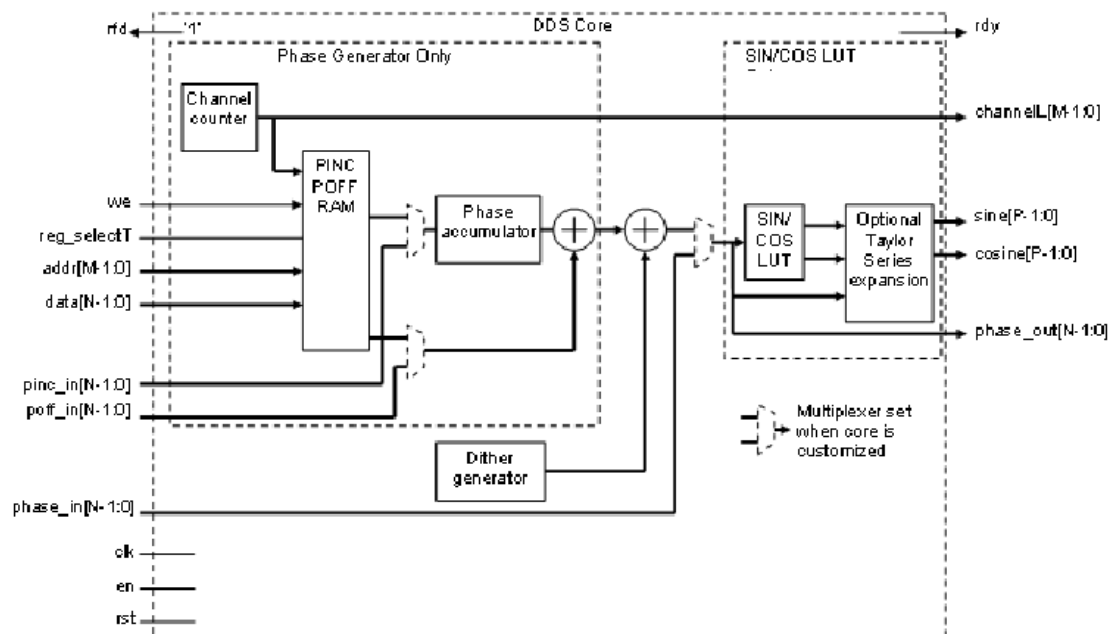 rfd
"1"
DDS Core
rdy
Phase Generator Only
SIN/COS LUT
Channel
counter
channelL[M-1:0]
PINC
POFF
RAM
we
reg_selectT
addr[M-1:0]
data[N-1:0]
Phase
accumulator
SIN/
COS
LUT
Optional
Taylor
Series
expansion
sine[P-1:0]
cosine[P-1:0]
phase_out[N-1:0]
pinc_in[N-1:0]
poff_in[N-1:0]
Multiplexer set
when core is
customized
Dither
generator
phase_in[N-1:0]
clk
en
rst